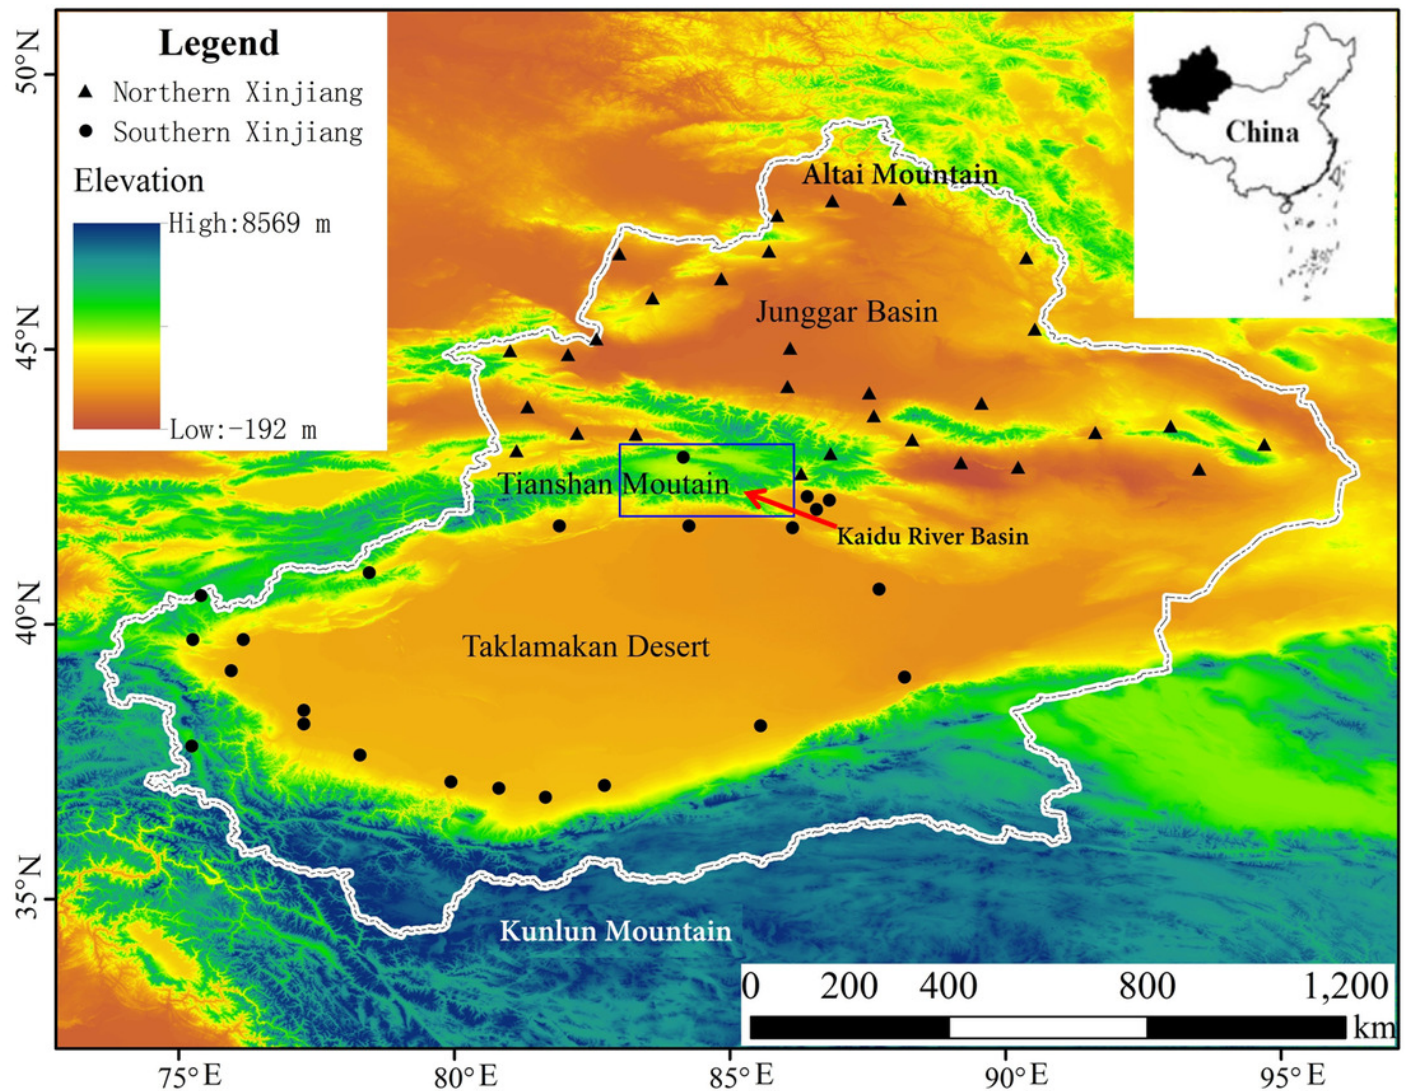 Legend
Northern Xinjiang
Southern Xinjiang
Elevation
High:8569 m
Low:-192 m
China
Altai Mountain
Junggar Basin
Tianshan Moutain
Kaidu River Basin
Taklamakan Desert
Kunlun Mountain
0 200 400 800 1,200
km
50°N
45°N
40°N
35°N
75°E 80°E 85°E 90°E 95°E